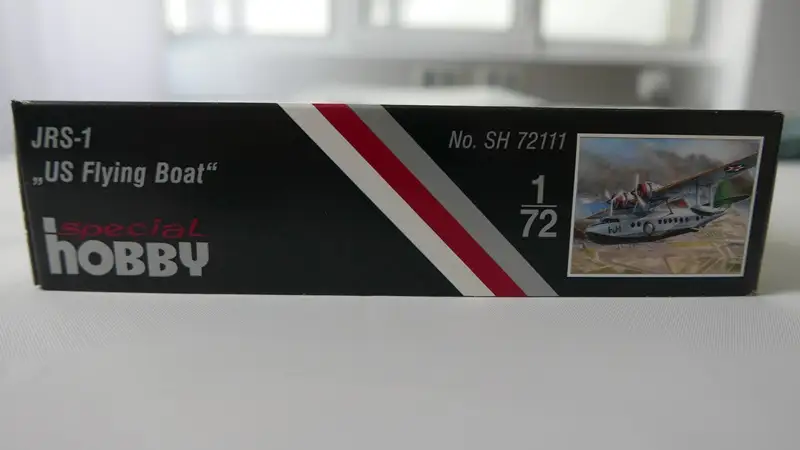 JRS-1
„US Flying Boat“
special
hOBBY
No. SH 72111
1
72